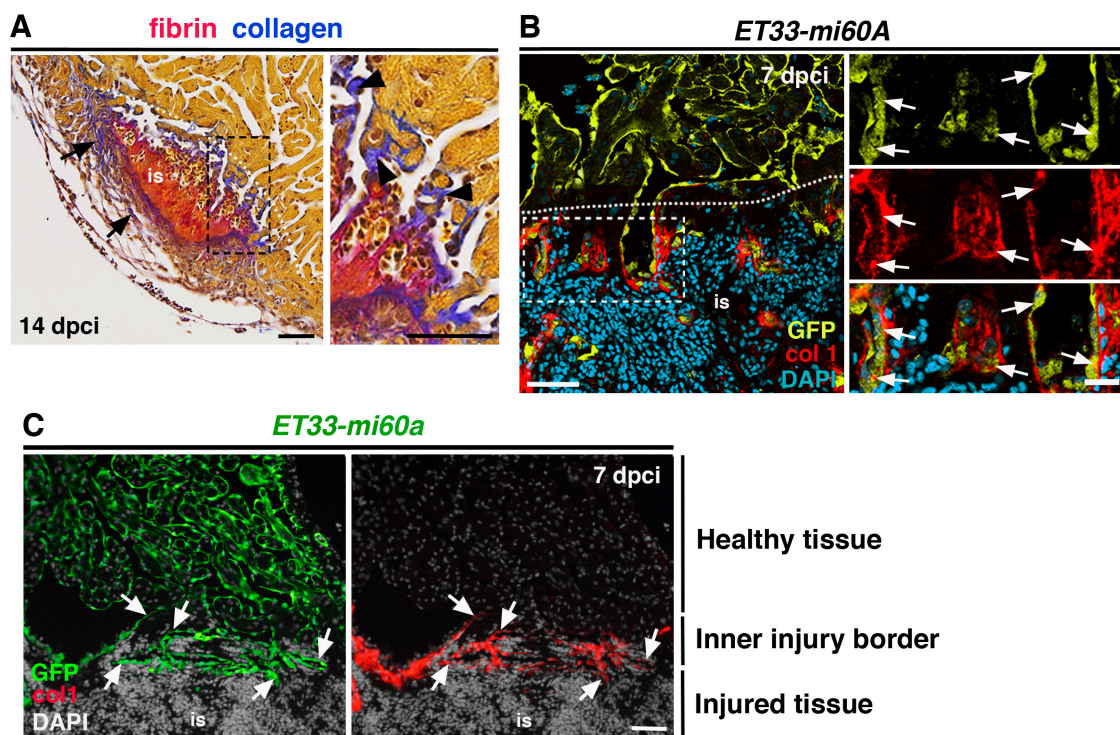 A
fibrin collagen
is
14 dpci
B
ET33-mi60A
7 dpci
is
GFP
col 1
DAPI
C
ET33-mi60a
7 dpci
GFP
col1
DAPI
is
is
Healthy tissue
Inner injury border
Injured tissue